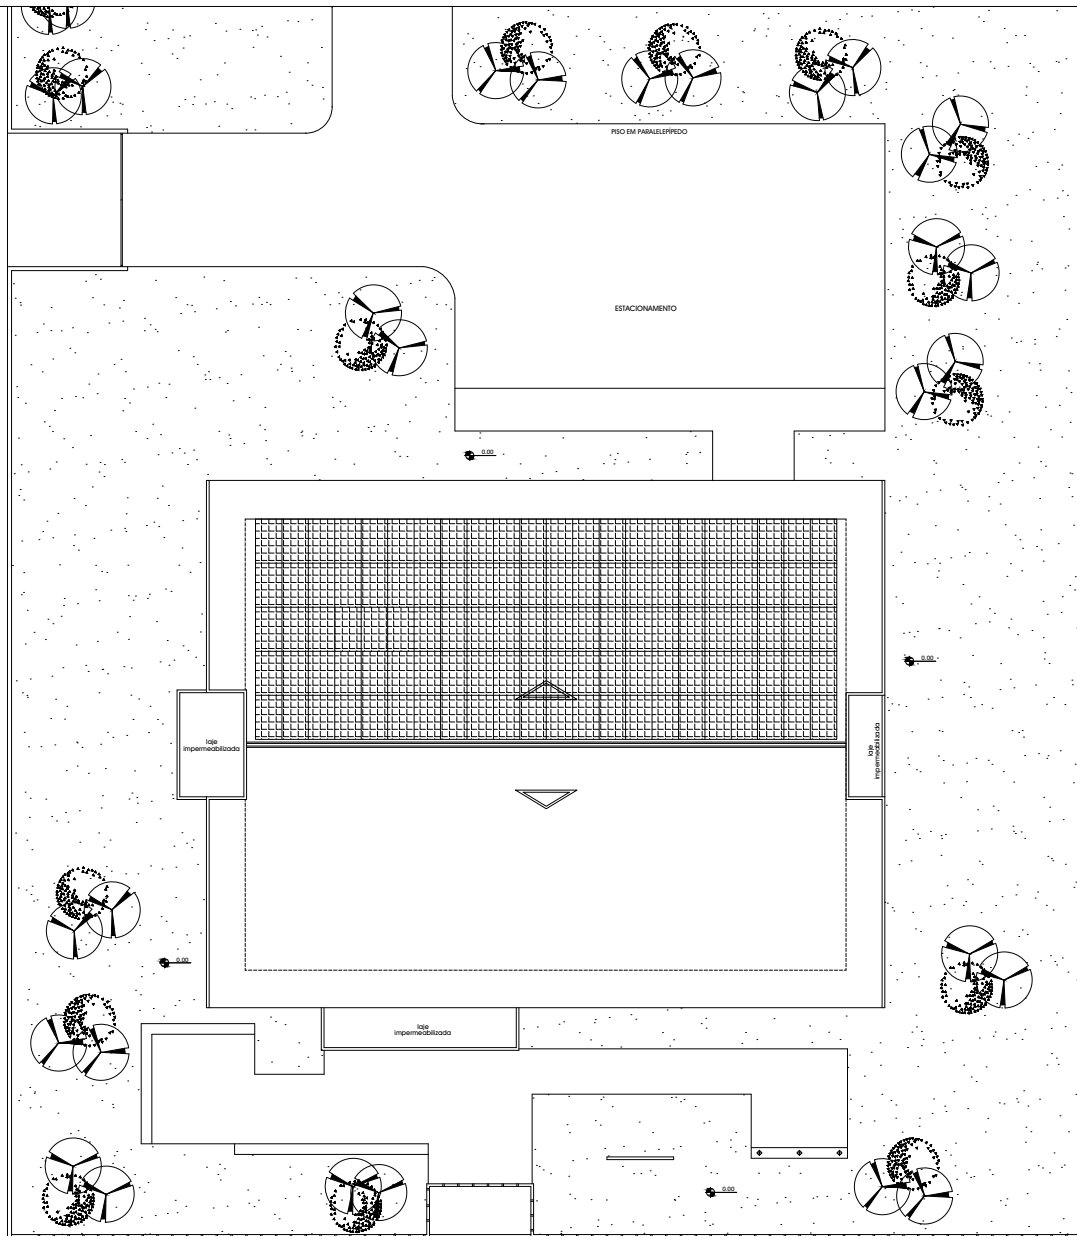 PISO EM PARALELEPÍPEDO
ESTACIONAMENTO
0.00
0.00
laje
impermeabilizada
laje
impermeabilizada
0.00
laje
impermeabilizada
0.00